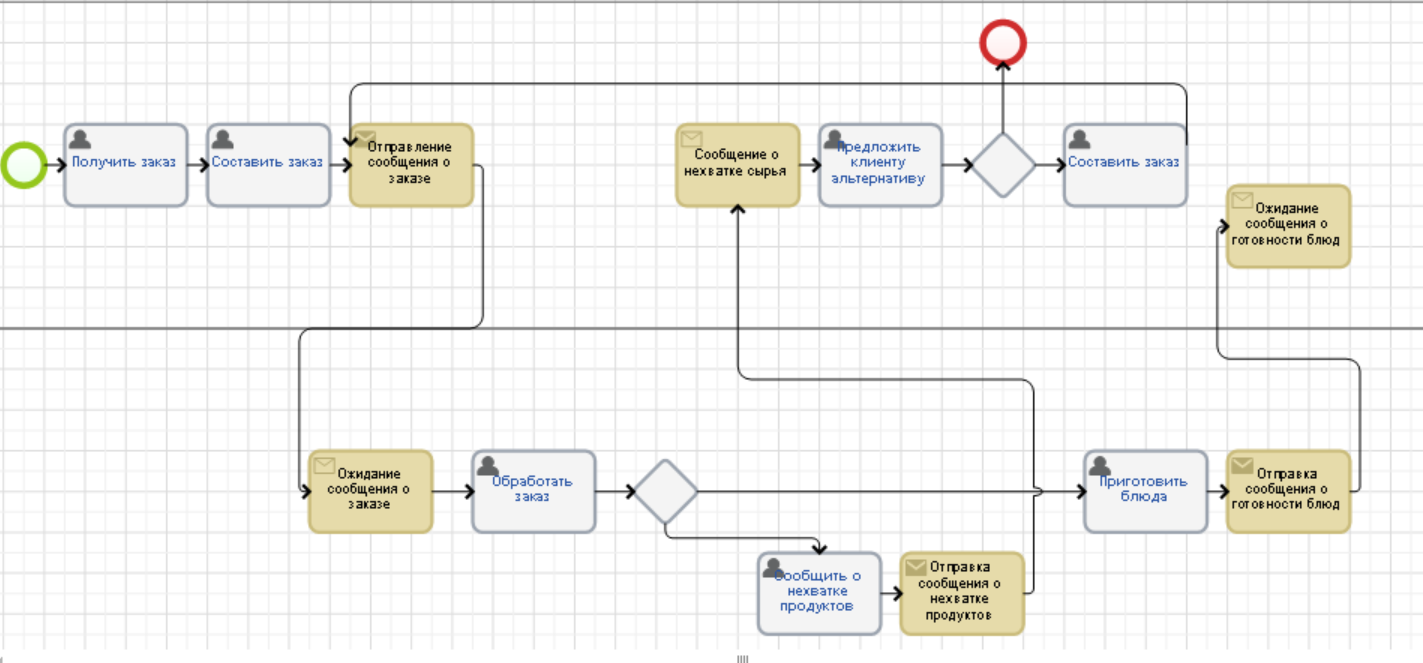 Получить заказ
Составить заказ
Отправление
сообщения о
заказе
Сообщение о
нехватке сырья
Предложить
клиенту
альтернативу
Составить заказ
Ожидание
сообщения о
готовности блюд
Ожидание
сообщения о
заказе
Обработать
заказ
Приготовить
блюда
Отправка
сообщения о
готовности блюд
Сообщить о
нехватке
продуктов
Отправка
сообщения о
нехватке
продуктов